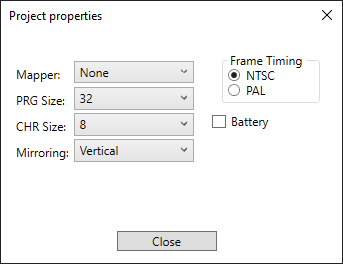 Project properties
Mapper: None
PRG Size: 32
CHR Size: 8
Mirroring: Vertical
Frame Timing
NTSC
PAL
Battery
Close